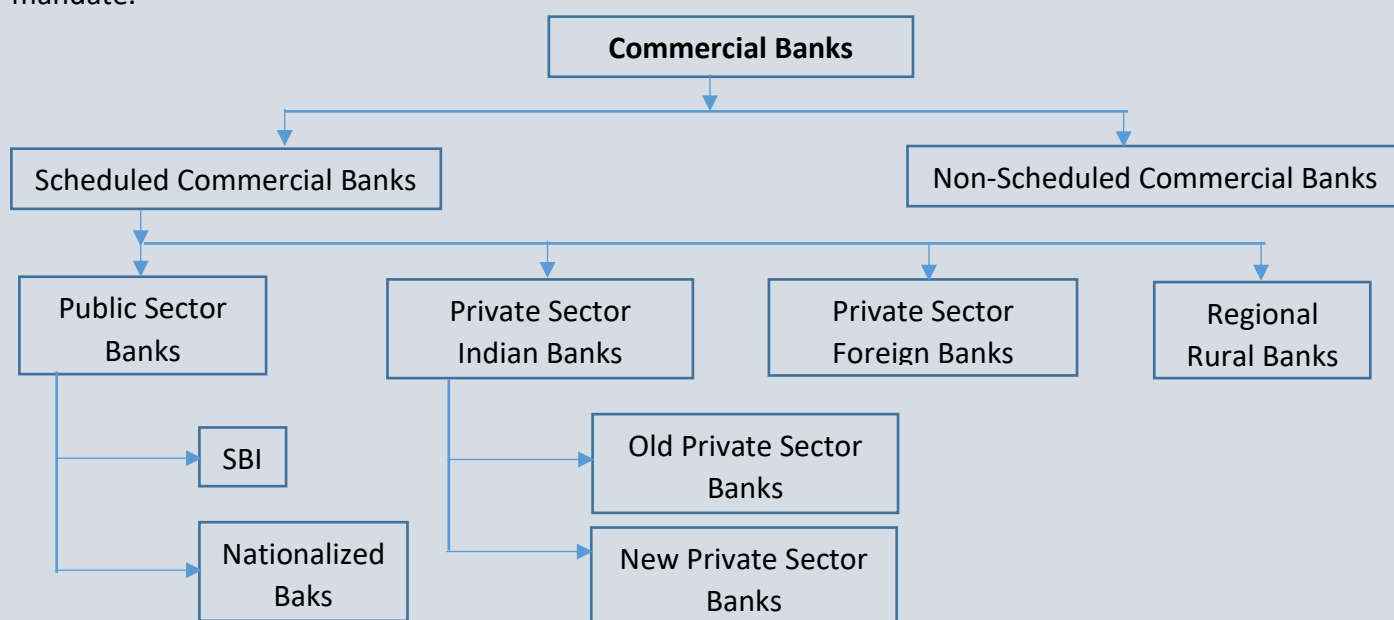 mandate.
Commercial Banks
Scheduled Commercial Banks
Non-Scheduled Commercial Banks
Public Sector
Banks
Private Sector
Indian Banks
Private Sector
Foreign Banks
Regional
Rural Banks
SBI
Old Private Sector
Banks
Nationalized
Baks
New Private Sector
Banks